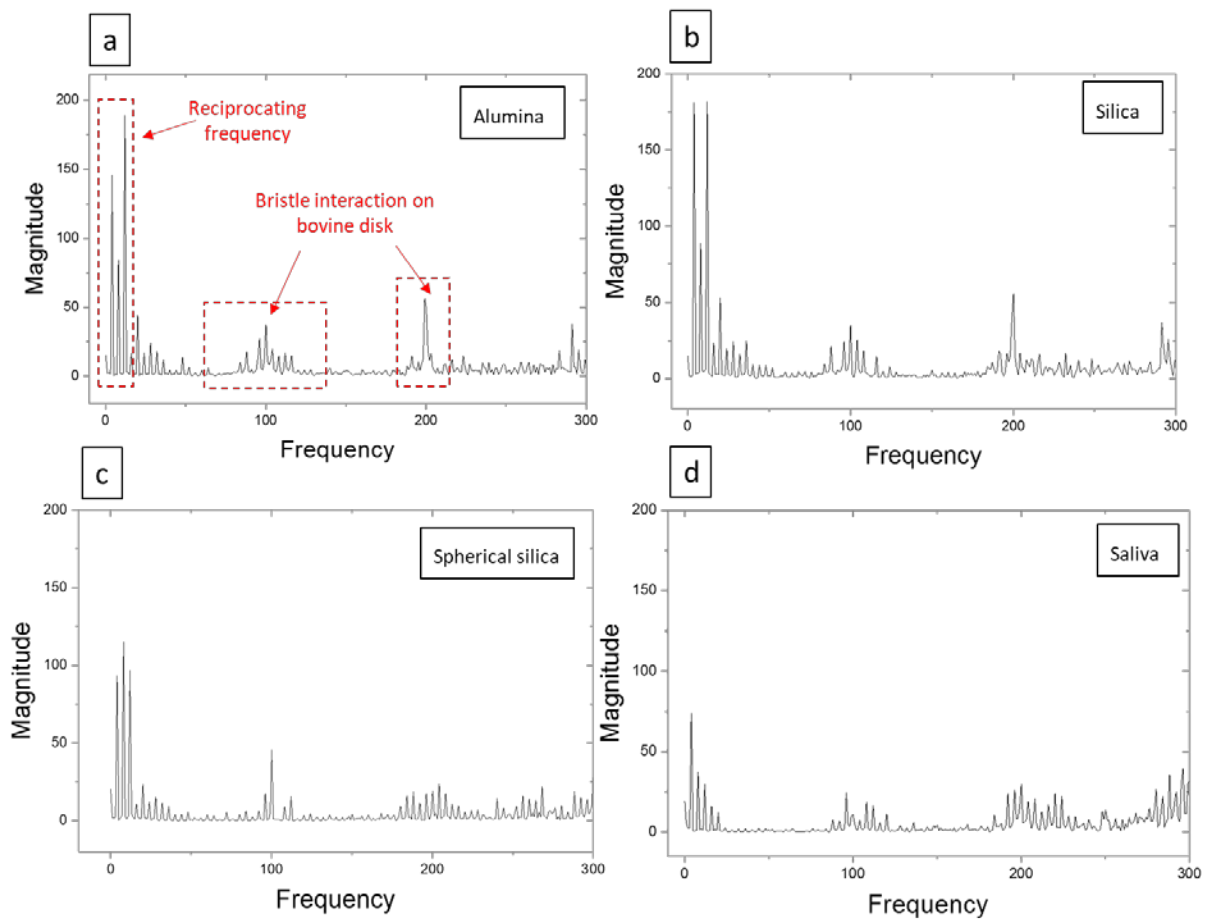 a
Alumina
Reciprocating
frequency
Bristle interaction on
bovine disk
200
150
100
50
0
Magnitude
0 100 200 300
Frequency
b
Silica
200
150
100
50
0
Magnitude
0 100 200 300
Frequency
c
Spherical silica
200
150
100
50
0
Magnitude
0 100 200 300
Frequency
d
Saliva
200
150
100
50
0
Magnitude
0 100 200 300
Frequency